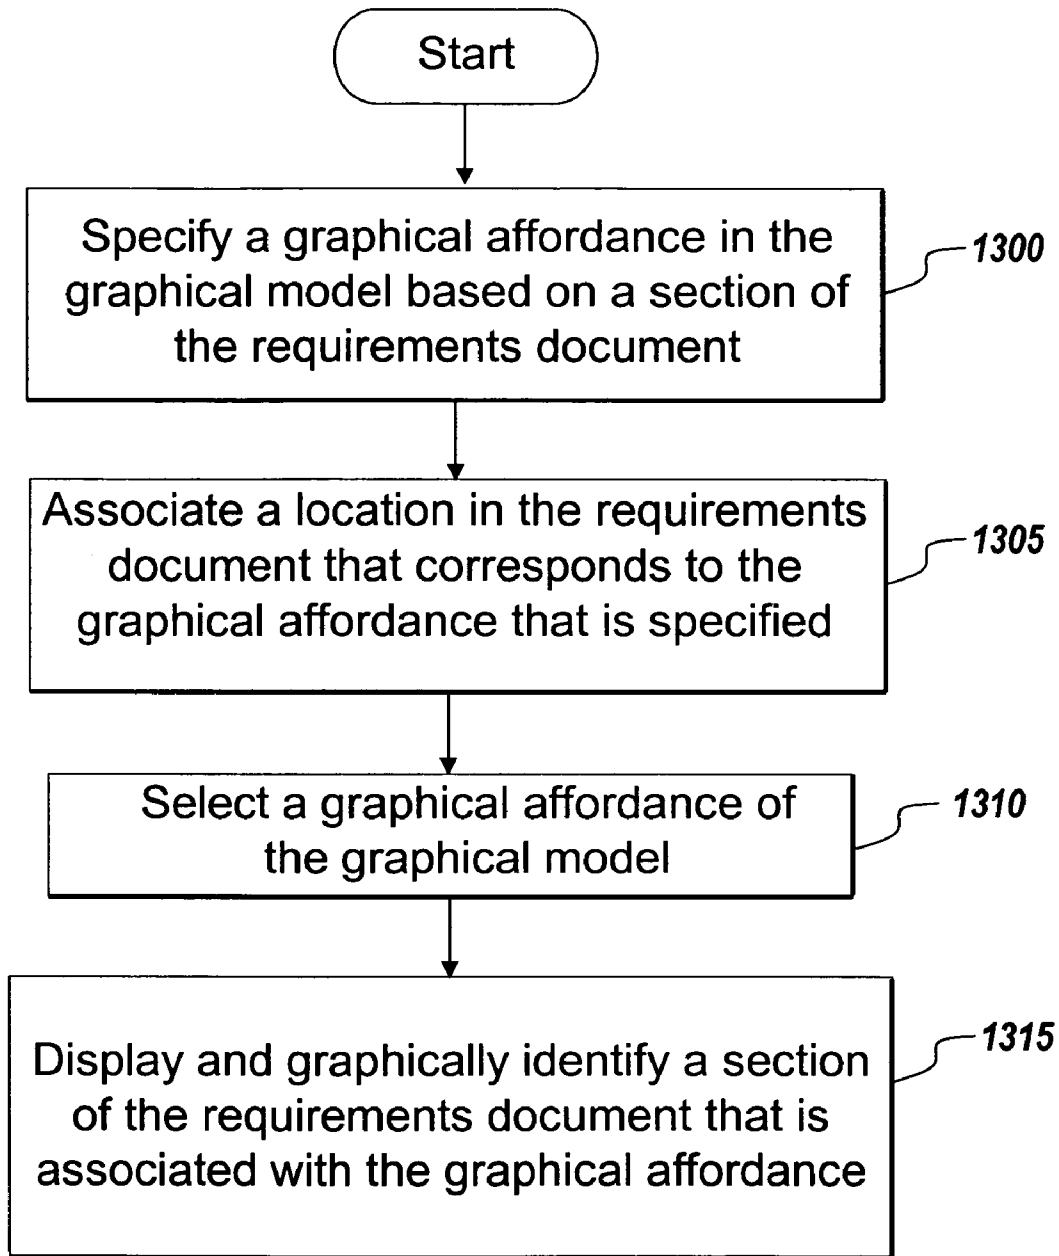 Start
Specify a graphical affordance in the
graphical model based on a section of
the requirements document
1300
Associate a location in the requirements
document that corresponds to the
graphical affordance that is specified
1305
Select a graphical affordance of
the graphical model
1310
Display and graphically identify a section
of the requirements document that is
associated with the graphical affordance
1315